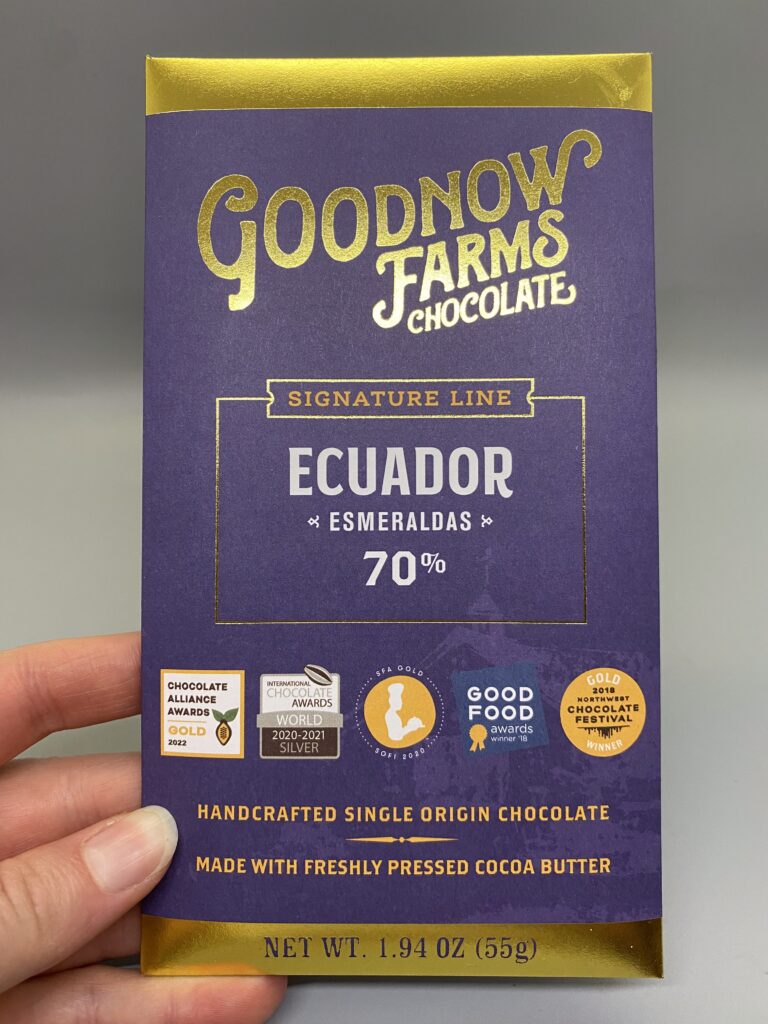 GOODNOW
FARMS
CHOCOLATE
SIGNATURE LINE
ECUADOR
ESMERALDAS
70%
CHOCOLATE
ALLIANCE
AWARDS
GOLD
2022
INTERNATIONAL
CHOCOLATE
AWARDS
WORLD
2020-2021
SILVER
SFA GOLD
SOFI 2020
GOOD
FOOD
awards
winner '18
GOLD
2018
NORTHWEST
CHOCOLATE
FESTIVAL
WINNER
HANDCRAFTED SINGLE ORIGIN CHOCOLATE
MADE WITH FRESHLY PRESSED COCOA BUTTER
NET WT. 1.94 OZ (55g)